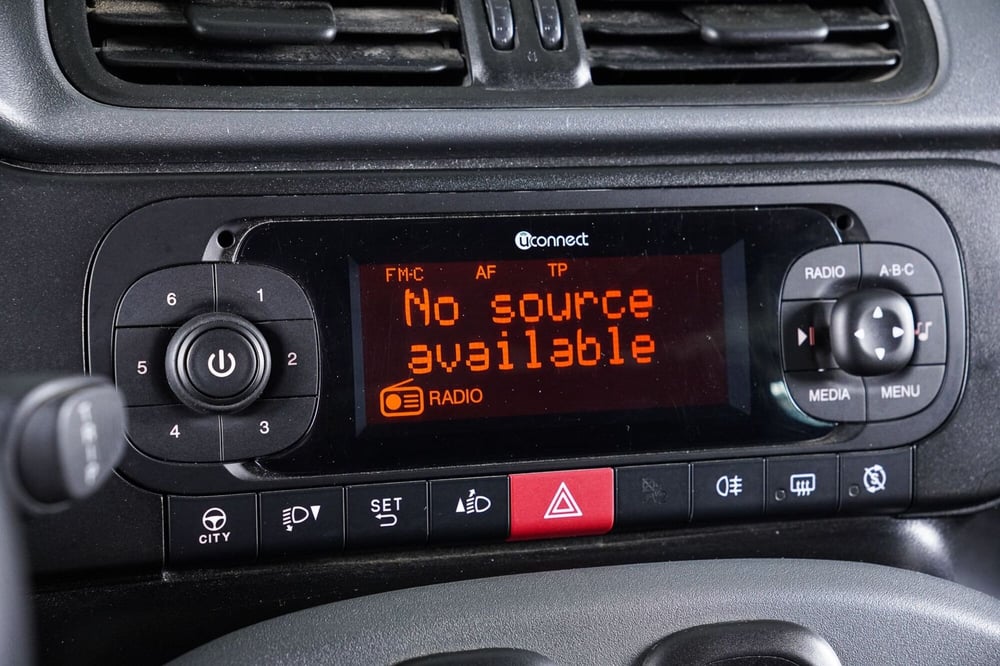 uconnect
FM·C AF TP
No source
available
RADIO
6 1
5 2
4 3
RADIO A·B·C
MEDIA MENU
CITY
SET